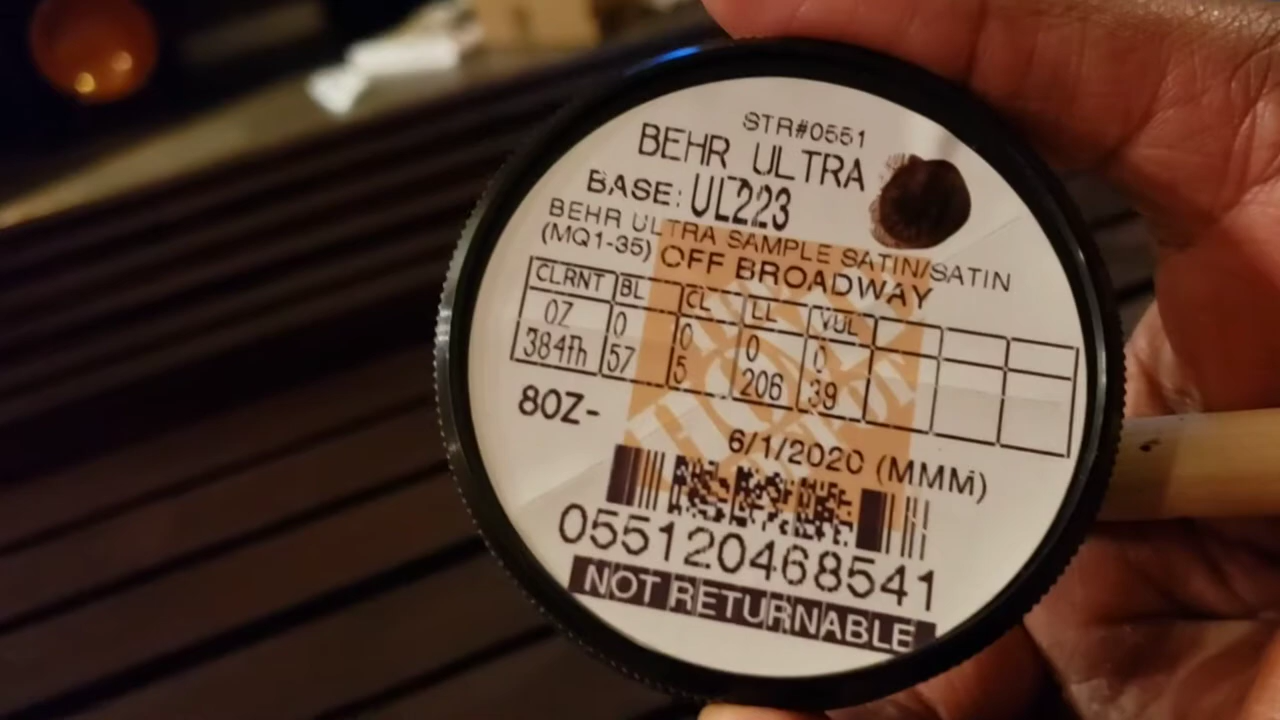 STR#0551
BEHR ULTRA
BASE: UL223
BEHR ULTRA SAMPLE SATIN/SATIN
(MQ1-35) OFF BROADWAY
CLRNT BL CL LL VUL
OZ 0 0 0 0
384Th 57 5 206 39
8OZ-
6/1/2020 (MMM)
055120468541
NOT RETURNABLE